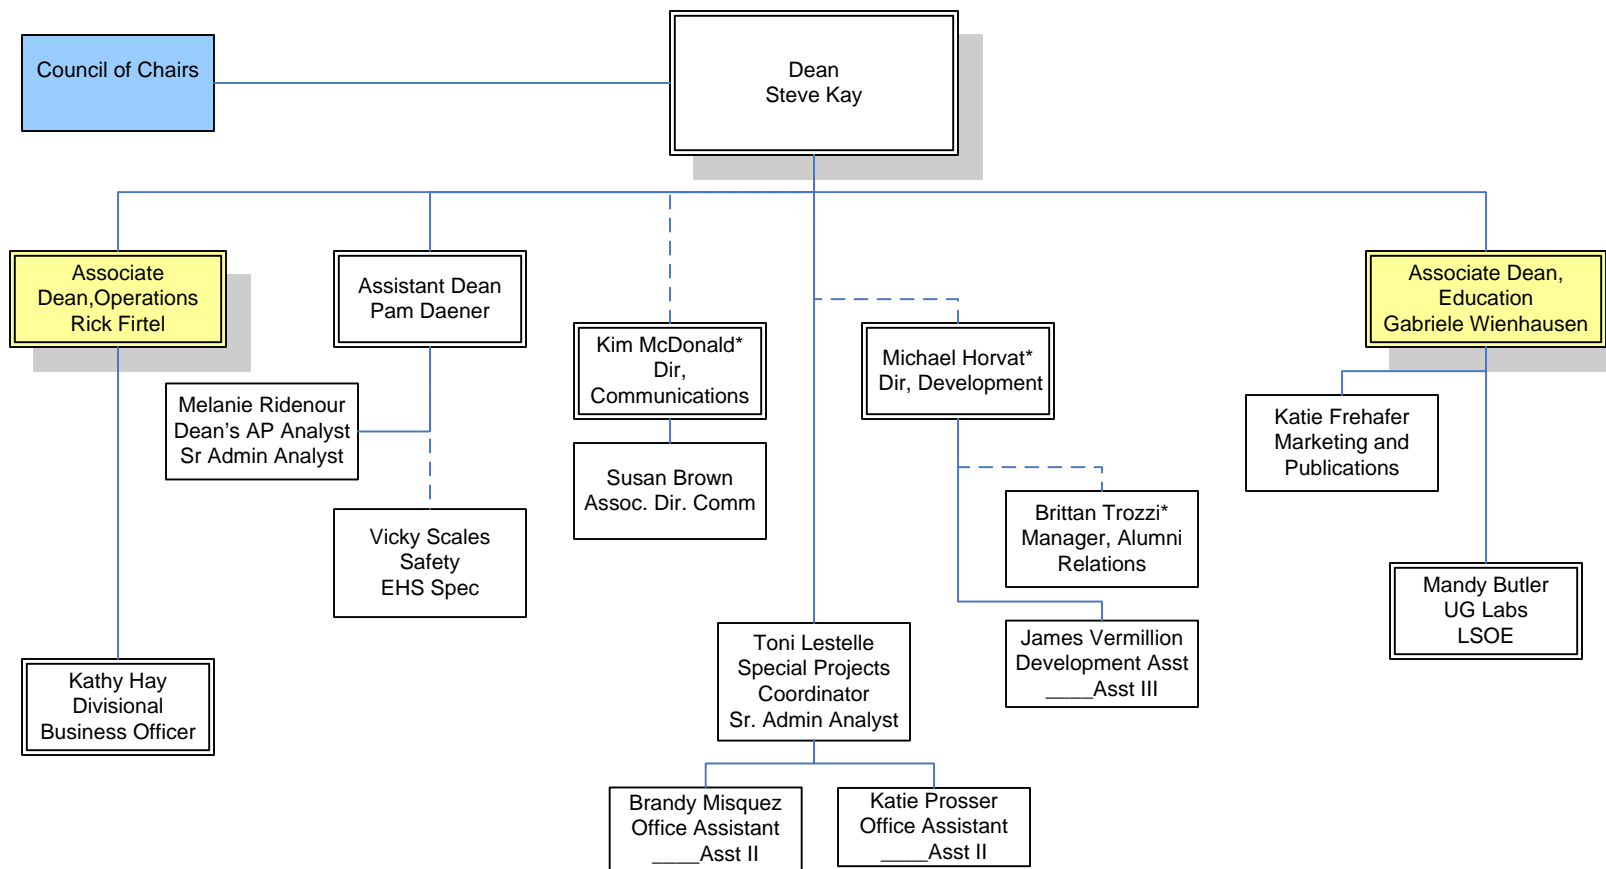 Council of Chairs
Dean
Steve Kay
Associate
Dean,Operations
Rick Firtel
Assistant Dean
Pam Daener
Kim McDonald*
Dir,
Communications
Michael Horvat*
Dir, Development
Associate Dean,
Education
Gabriele Wienhausen
Melanie Ridenour
Dean's AP Analyst
Sr Admin Analyst
Susan Brown
Assoc. Dir. Comm
Katie Frehafer
Marketing and
Publications
Vicky Scales
Safety
EHS Spec
Brittan Trozzi*
Manager, Alumni
Relations
Mandy Butler
UG Labs
LSOE
Kathy Hay
Divisional
Business Officer
Toni Lestelle
Special Projects
Coordinator
Sr. Admin Analyst
James Vermillion
Development Asst
____Asst III
Brandy Misquez
Office Assistant
____Asst II
Katie Prosser
Office Assistant
____Asst II